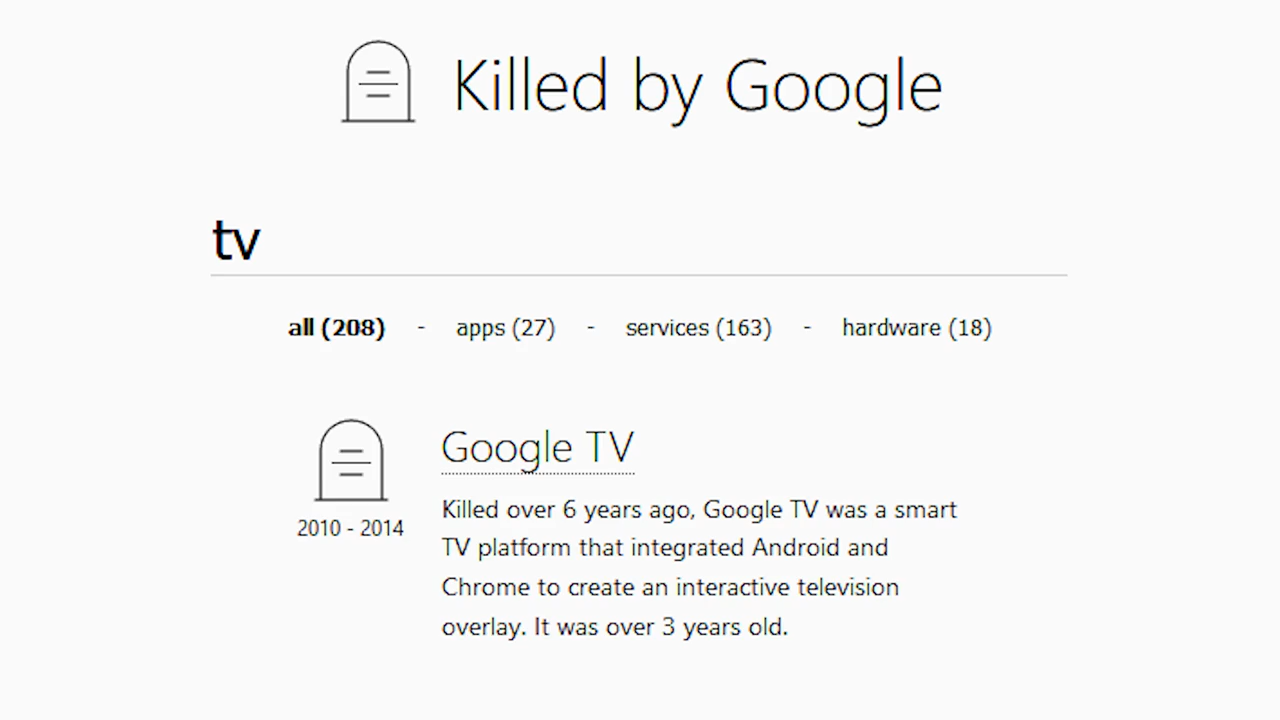 Killed by Google
tv
all (208) - apps (27) - services (163) - hardware (18)
Google TV
2010 - 2014
Killed over 6 years ago, Google TV was a smart
TV platform that integrated Android and
Chrome to create an interactive television
overlay. It was over 3 years old.